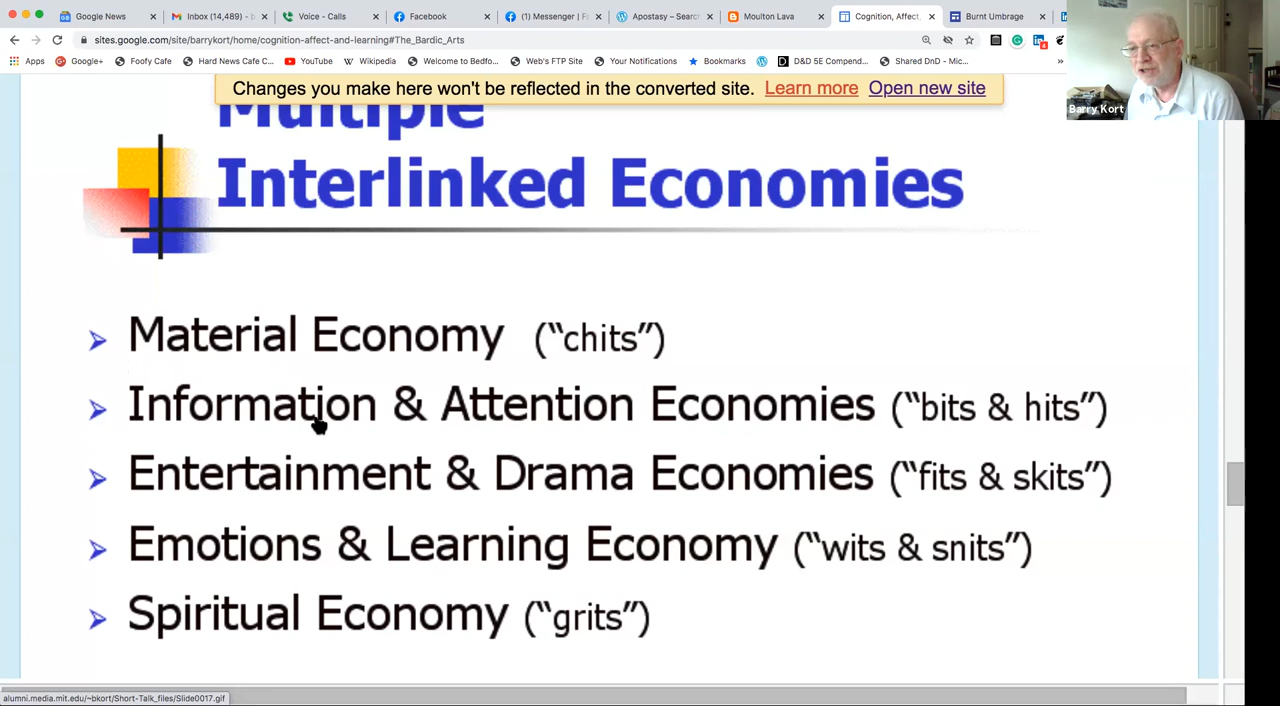 Google News
Inbox (14,489) -
Voice - Calls
Facebook
(1) Messenger | Fa
Apostasy – Searc
Moulton Lava
Cognition, Affect,
Burnt Umbrage
sites.google.com/site/barrykort/home/cognition-affect-and-learning#The_Bardic_Arts
4
Apps
Google+
Foofy Cafe
Hard News Cafe C...
YouTube
Wikipedia
Welcome to Bedfo...
Web's FTP Site
Your Notifications
Bookmarks
D&D 5E Compend...
Shared DnD - Mic...
Changes you make here won't be reflected in the converted site. Learn more Open new site
Barry Kort
Multiple
Interlinked Economies
Material Economy (“chits”)
Information & Attention Economies (“bits & hits”)
Entertainment & Drama Economies (“fits & skits”)
Emotions & Learning Economy (“wits & snits”)
Spiritual Economy (“grits”)
alumni.media.mit.edu/~bkort/Short-Talk_files/Slide0017.gif